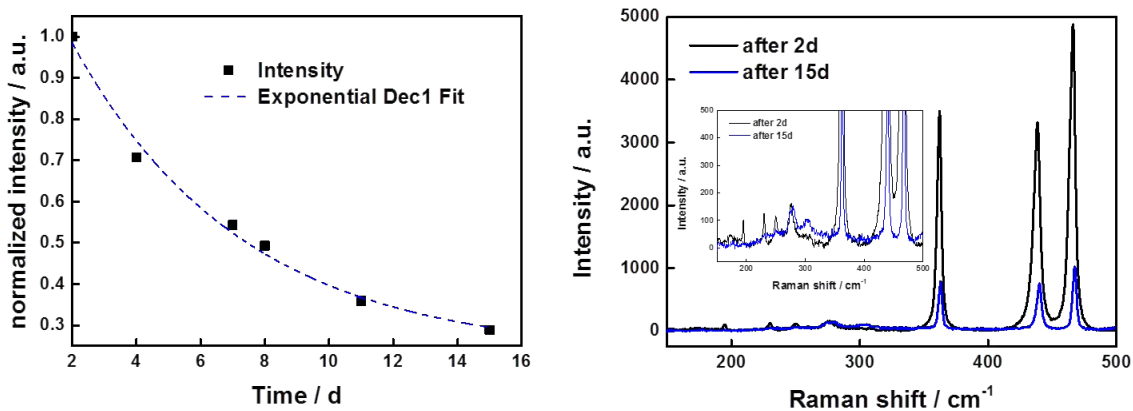 normalized intensity / a.u.
1.0
0.9
0.8
0.7
0.6
0.5
0.4
0.3
2 4 6 8 10 12 14 16
Time / d
Intensity
Exponential Dec1 Fit
Intensity / a.u.
5000
4000
3000
2000
1000
0
200 300 400 500
Raman shift / cm⁻¹
after 2d
after 15d
Intensity / a.u.
500
400
300
200
100
0
200 300 400 500
Raman shift / cm⁻¹
after 2d
after 15d